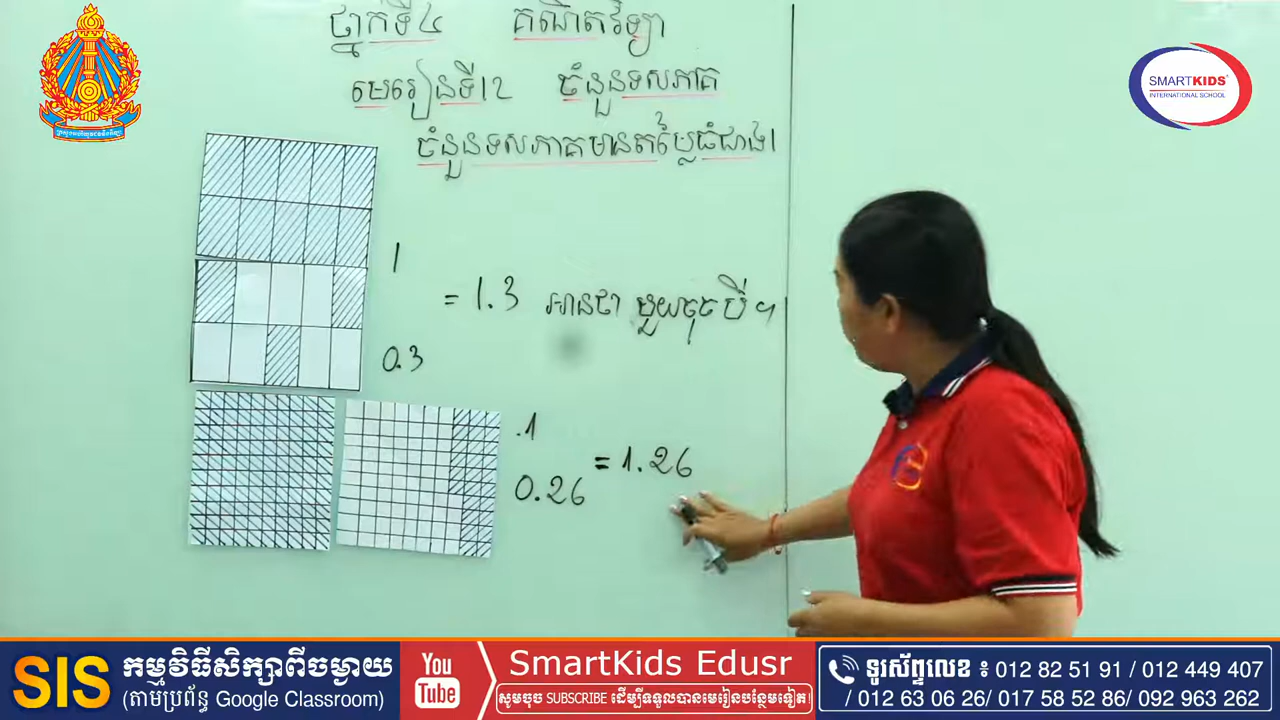 ថ្នាក់ទី៤ គណិតវិទ្យា
មេរៀនទី12 ចំនួនទសភាគ
ចំនួនទសភាគមានតម្លៃធំជាង1
SMARTKIDS®
INTERNATIONAL SCHOOL
1
= 1.3 អានថា មួយចុចបី ។
0.3
.1
= 1.26
0.26
SIS កម្មវិធីសិក្សាពីចម្ងាយ
(តាមប្រព័ន្ធ Google Classroom)
You
Tube
SmartKids Edusr
សូមចុច SUBSCRIBE ដើម្បីទទួលបានមេរៀនបន្ថែមទៀត!
ទូរស័ព្ទលេខ ៖ 012 82 51 91 / 012 449 407
/ 012 63 06 26/ 017 58 52 86/ 092 963 262